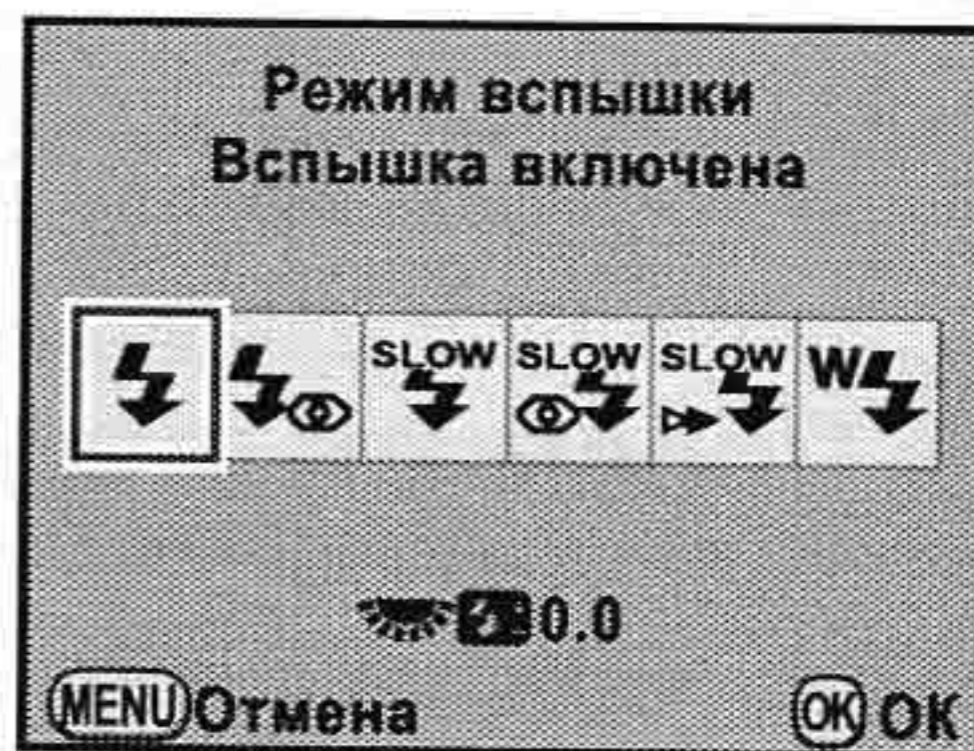 Режим вспышки
Вспышка включена
SLOW SLOW SLOW W
0.0
MENU Отмена OK OK